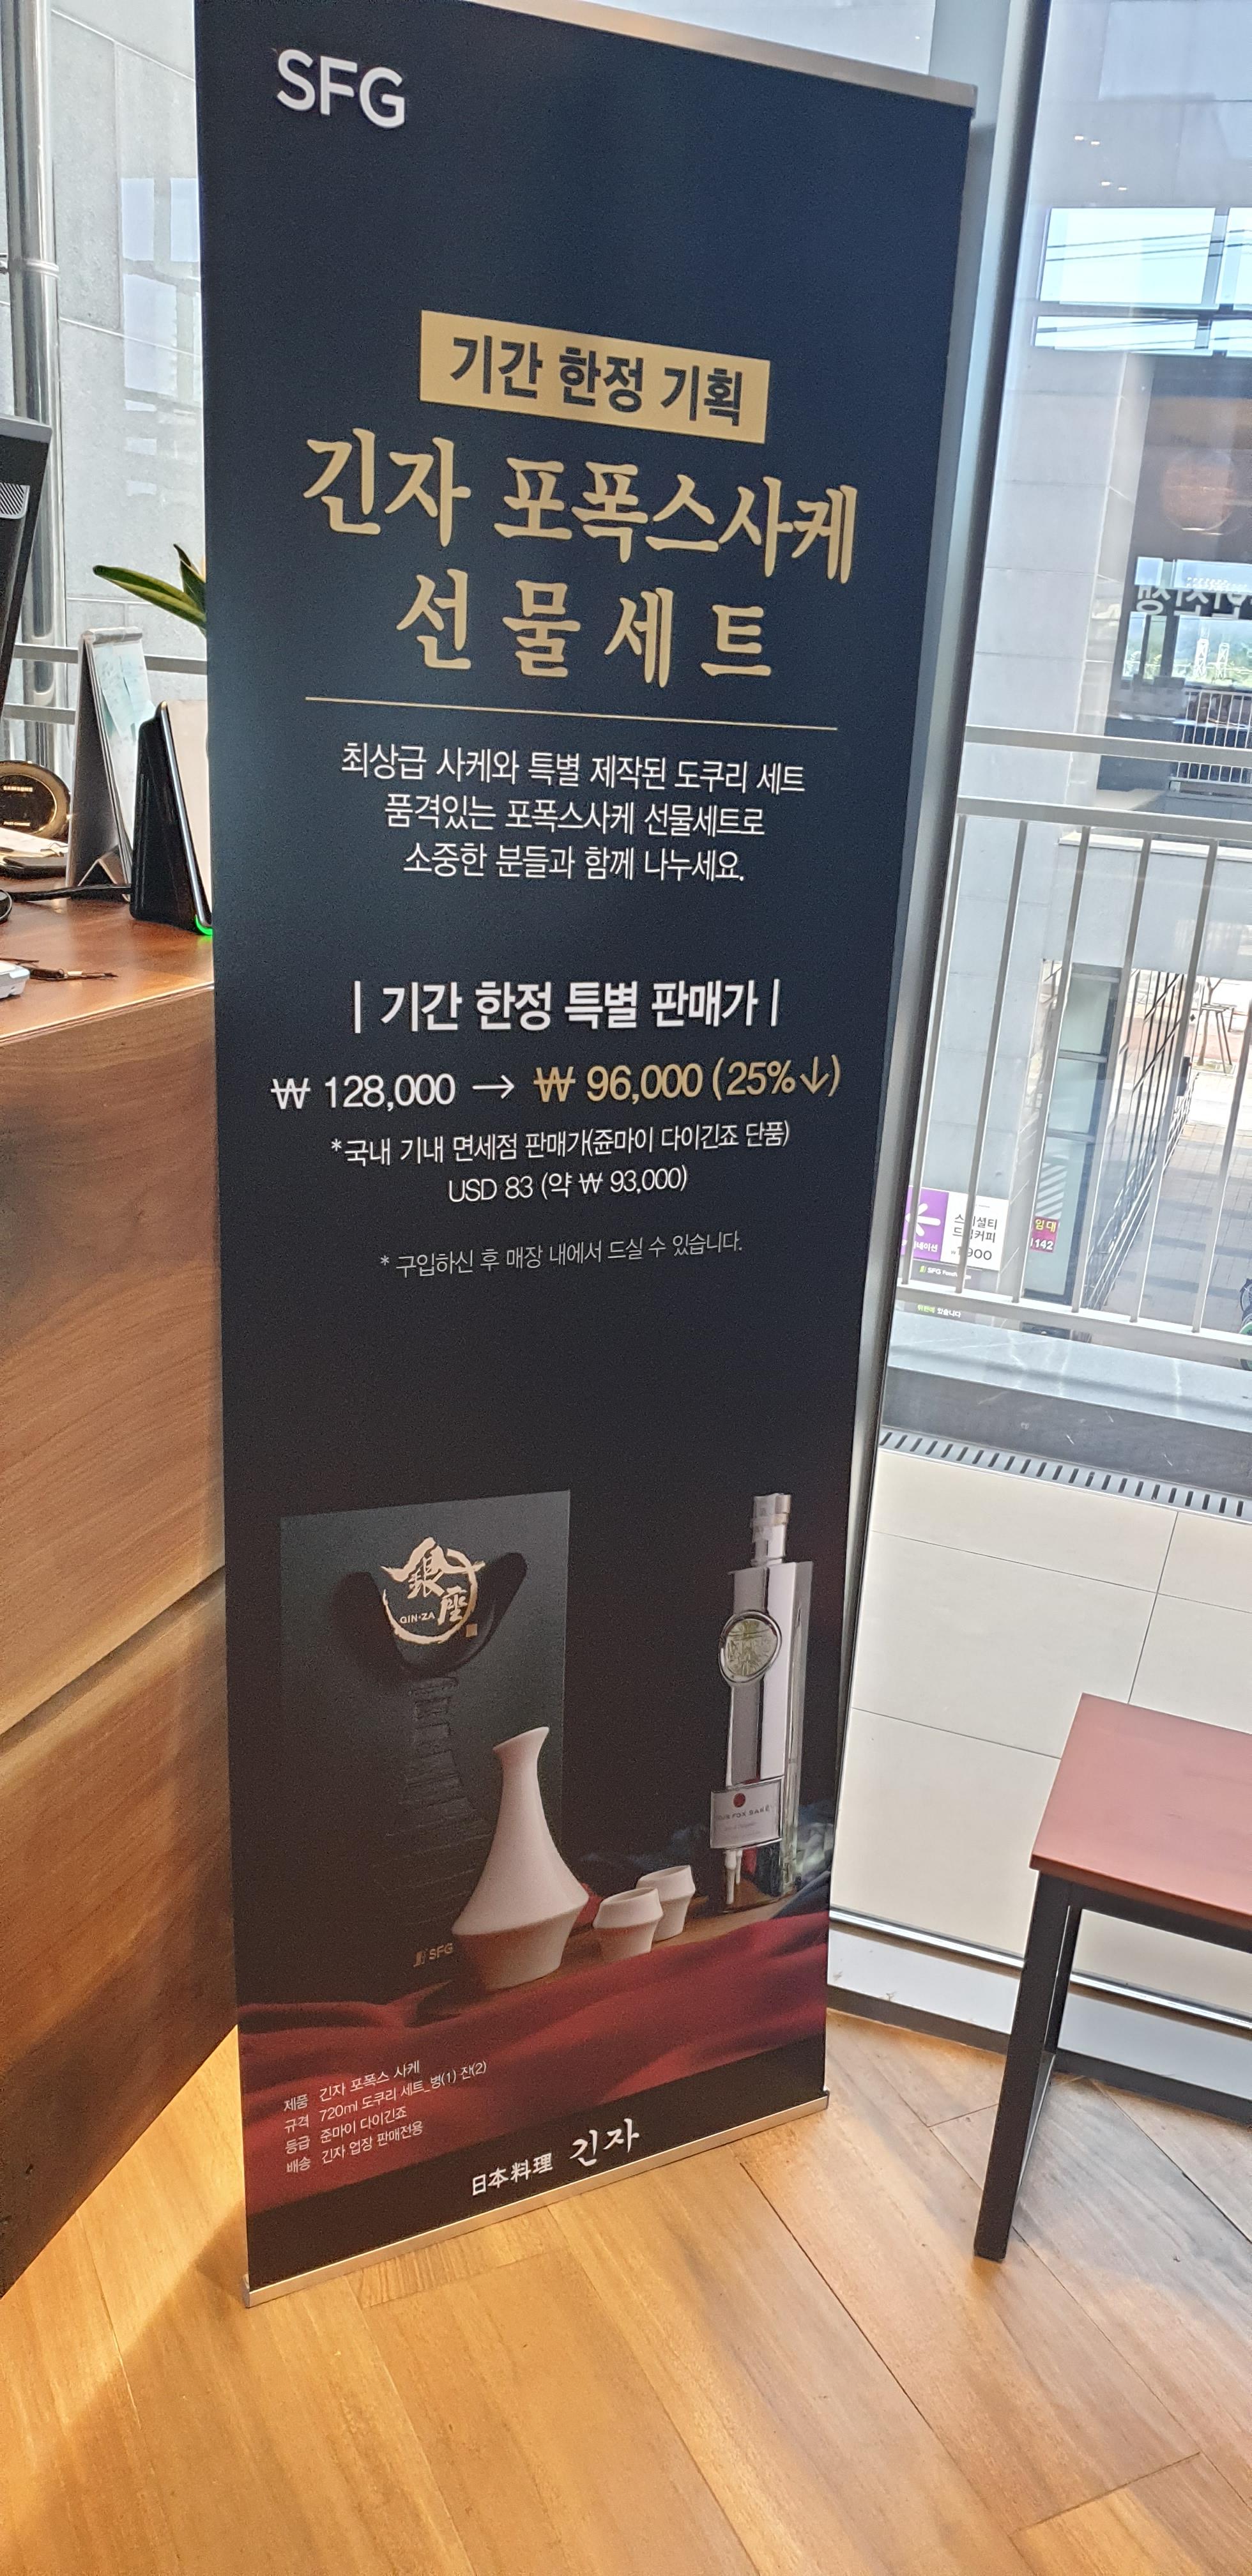 SFG
기간 한정 기획
긴자 포폭스사케
선물세트
최상급 사케와 특별 제작된 도쿠리 세트
품격있는 포폭스사케 선물세트로
소중한 분들과 함께 나누세요.
| 기간 한정 특별 판매가 |
₩ 128,000 → ₩ 96,000 (25%↓)
*국내 기내 면세점 판매가(쥰마이 다이긴죠 단품)
USD 83 (약 ₩ 93,000)
* 구입하신 후 매장 내에서 드실 수 있습니다.
銀座
GIN·ZA
SFG
제품 긴자 포폭스 사케
규격 720ml 도쿠리 세트_병(1) 잔(2)
등급 준마이 다이긴죠
배송 긴자 업장 판매전용
日本料理 긴자
SAMSUNG
임대
142
SFG